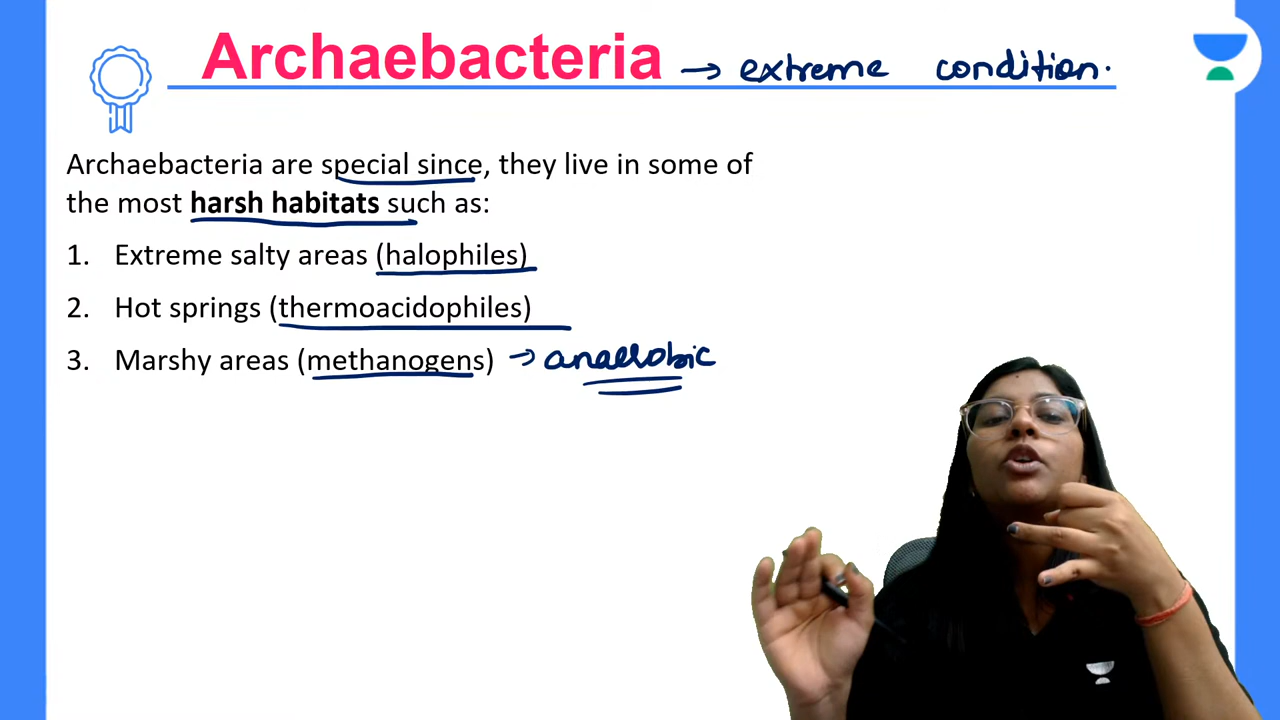 Archaebacteria → extreme condition.
Archaebacteria are special since, they live in some of
the most harsh habitats such as:
1. Extreme salty areas (halophiles)
2. Hot springs (thermoacidophiles)
3. Marshy areas (methanogens) → anaerobic